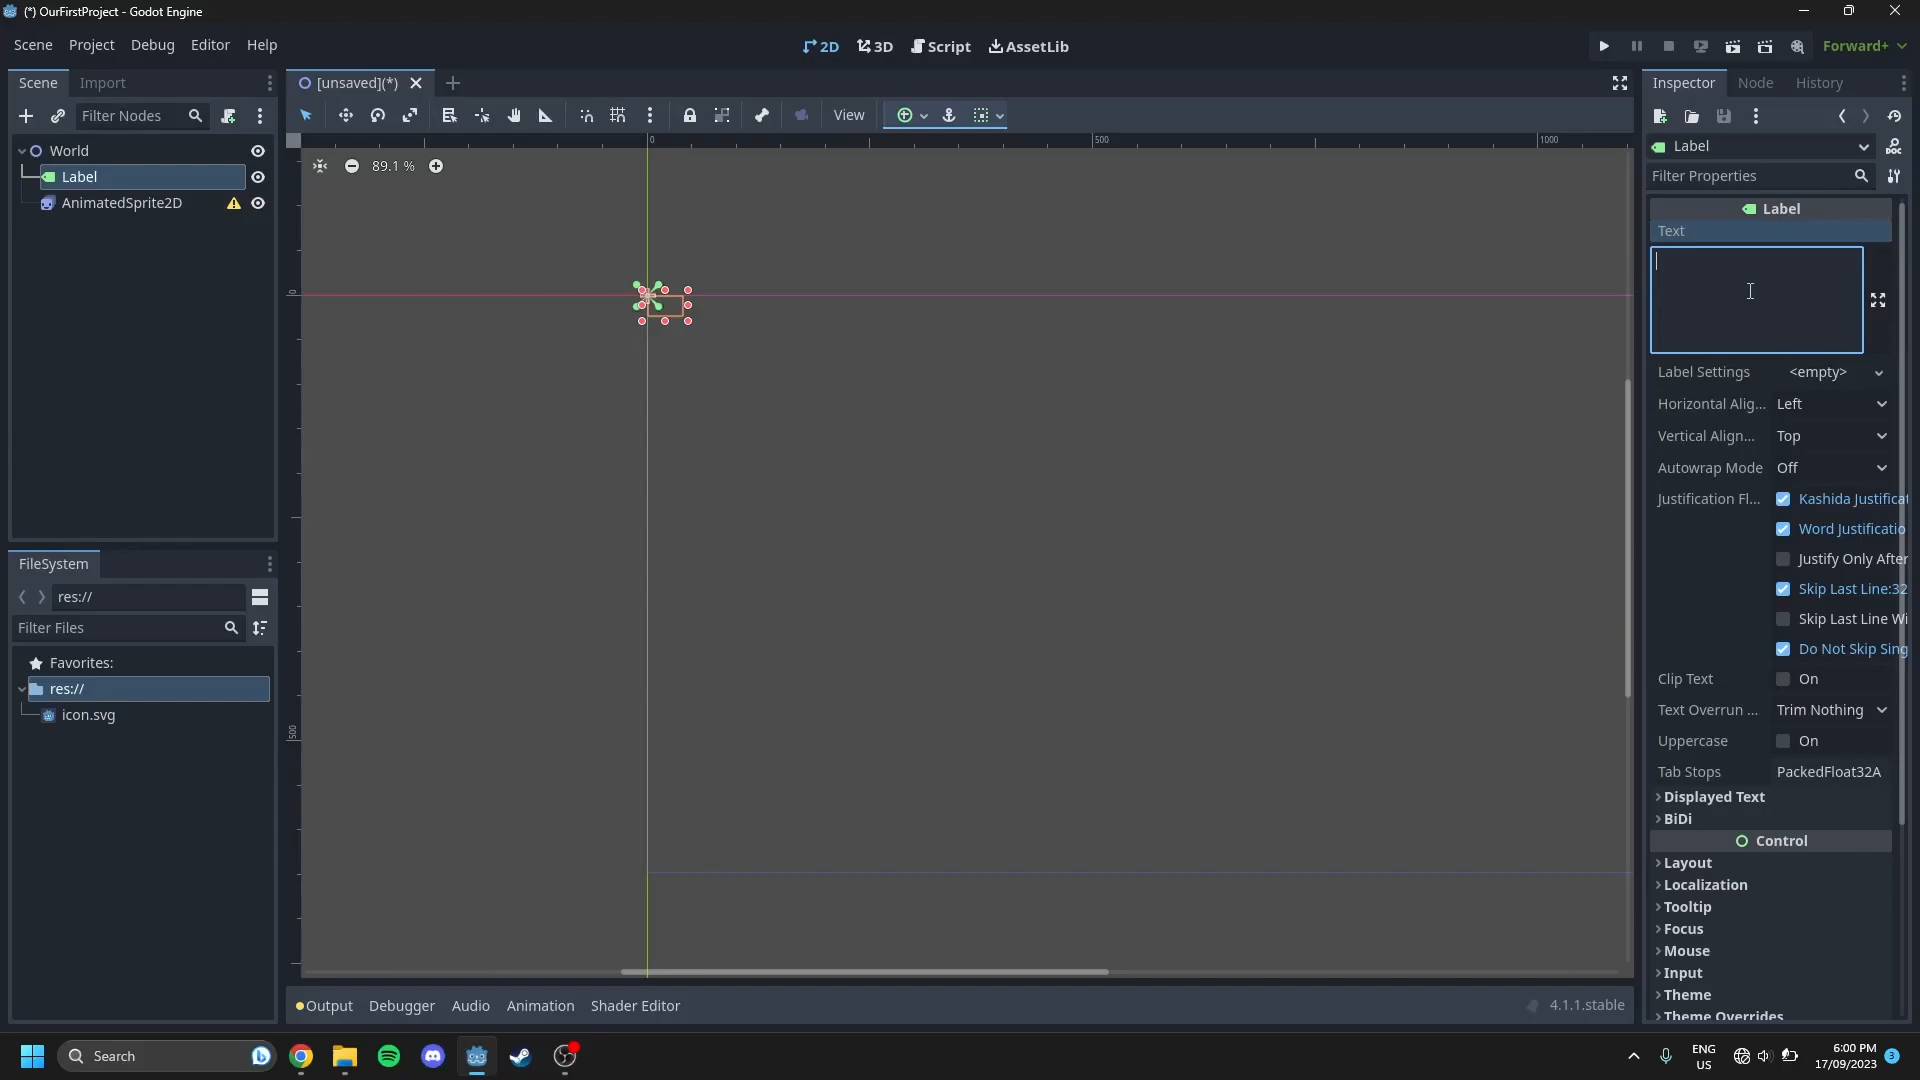 (*) OurFirstProject - Godot Engine
Scene Project Debug Editor Help
2D 3D Script AssetLib
Forward+
Scene Import
[unsaved](*)
Inspector Node History
Filter Nodes
View
World
Label
AnimatedSprite2D
89.1 %
0
500
1000
0
500
Label
Filter Properties
Label
Text
Label Settings <empty>
Horizontal Alig... Left
Vertical Align... Top
Autowrap Mode Off
Justification Fl... Kashida Justificat
Word Justificatio
Justify Only After
Skip Last Line:32
Skip Last Line Wi
Do Not Skip Sing
Clip Text On
Text Overrun ... Trim Nothing
Uppercase On
Tab Stops PackedFloat32A
Displayed Text
BiDi
Control
Layout
Localization
Tooltip
Focus
Mouse
Input
Theme
Theme Overrides
FileSystem
res://
Filter Files
Favorites:
res://
icon.svg
Output Debugger Audio Animation Shader Editor
4.1.1.stable
Search
ENG
US
6:00 PM
17/09/2023
3